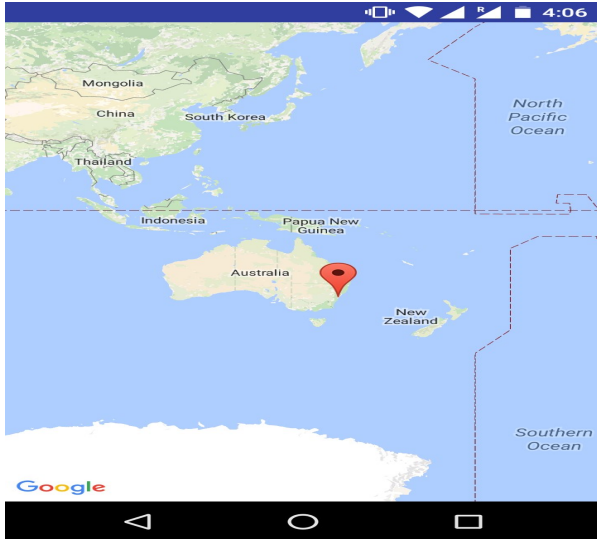 R 4:06
Mongolia
China
South Korea
North
Pacific
Ocean
Thailand
Indonesia
Papua New
Guinea
Australia
New
Zealand
Southern
Ocean
Google